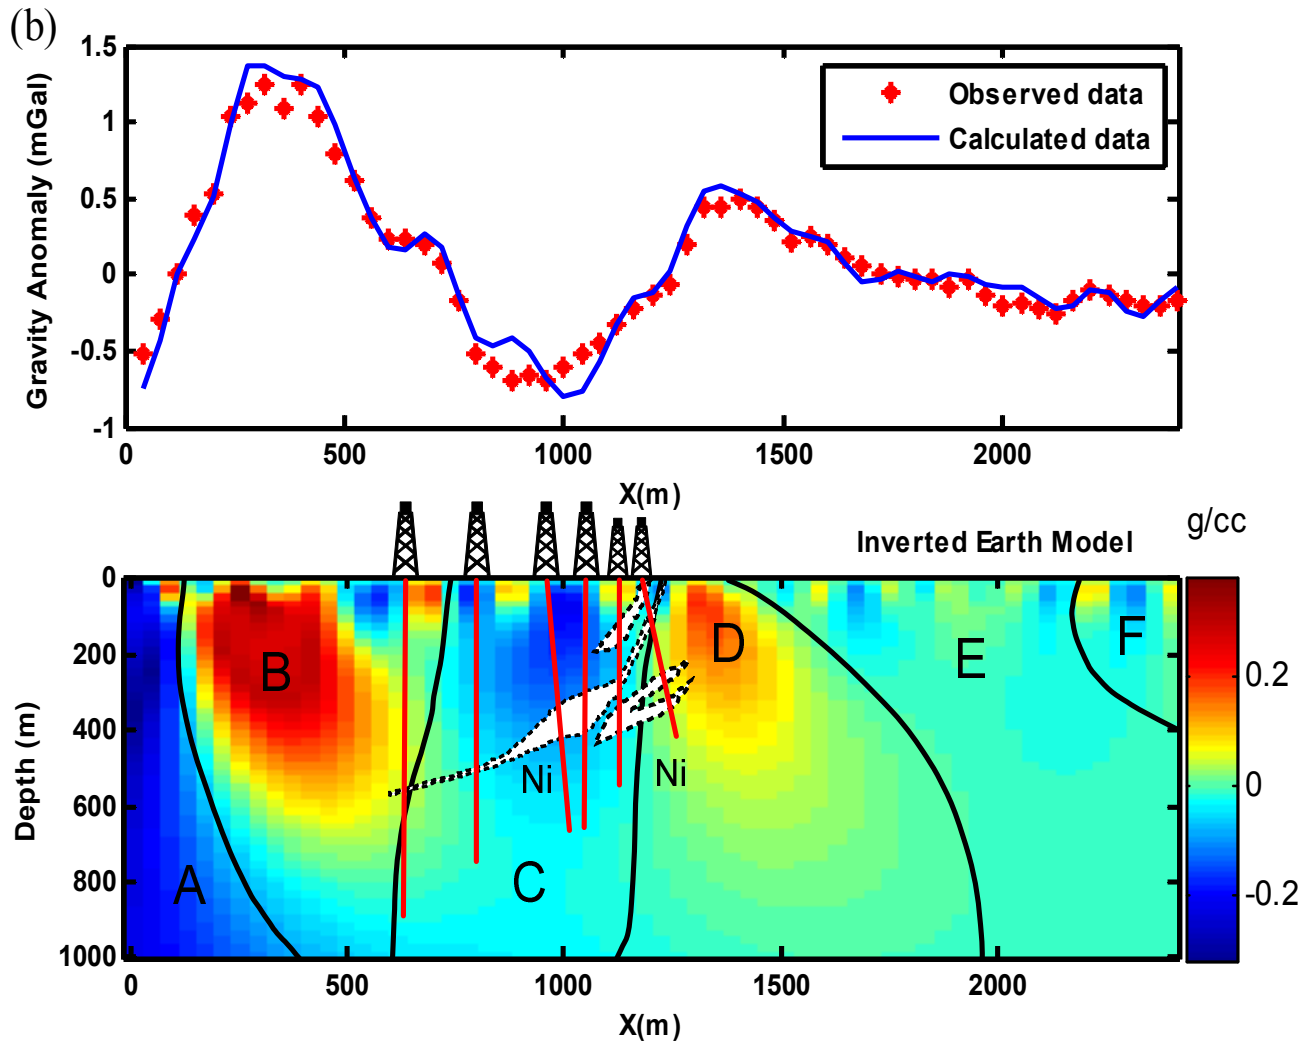 (b)
1.5
1
0.5
0
-0.5
-1
Gravity Anomaly (mGal)
Observed data
Calculated data
0
500
1000
1500
2000
X(m)
Inverted Earth Model
g/cc
0
200
400
600
800
1000
Depth (m)
A
B
C
D
E
F
Ni
Ni
0.2
0
-0.2
0
500
1000
1500
2000
X(m)